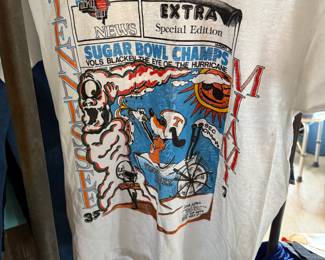 EXTRA
NEWS
Special Edition
SUGAR BOWL CHAMPS
VOLS BLACKEN THE EYE OF THE HURRICANE
TENNESSEE
MIAMI
T
35